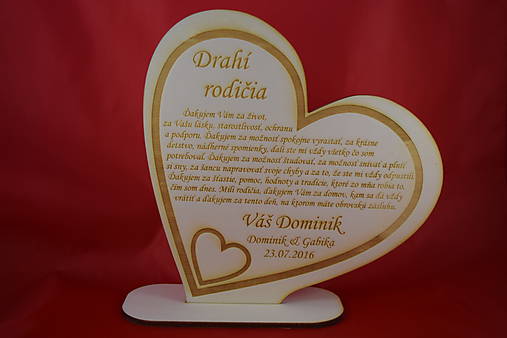 Drahí
rodičia
Ďakujem Vám za život,
za Vašu lásku, starostlivosť, ochranu
a podporu. Ďakujem za možnosť spokojne vyrastať, za krásne
detstvo, nádherné spomienky, dali ste mi vždy všetko čo som
potreboval. Ďakujem za možnosť študovať, za možnosť snívať a plniť
si sny, za šancu napravovať svoje chyby a za to, že ste mi vždy odpustili.
Ďakujem za šťastie, pomoc, hodnoty a tradície, ktoré zo mňa robia to,
čím som dnes. Milí rodičia, ďakujem Vám za domov, kam sa dá vždy
vrátiť a ďakujem za tento deň, na ktorom máte obrovskú zásluhu.
Váš Dominik
Dominik & Gabika
23.07.2016